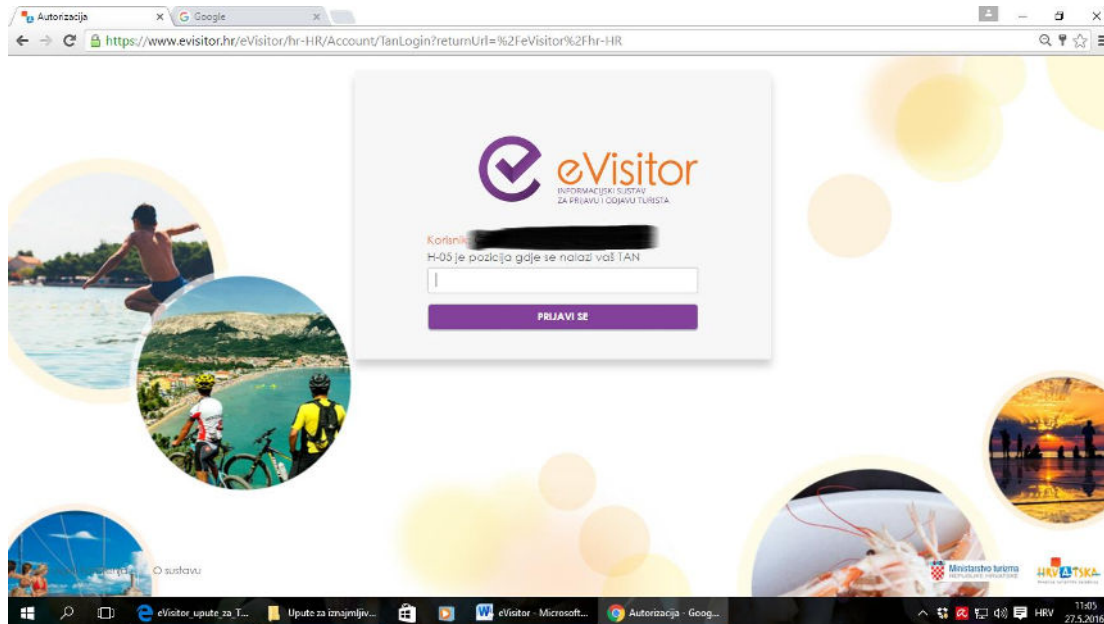 Autorizacija
Google
https://www.evisitor.hr/eVisitor/hr-HR/Account/TanLogin?returnUrl=%2FeVisitor%2Fhr-HR
eVisitor
INFORMACIJSKI SUSTAV
ZA PRIJAVU I ODJAVU TURISTA
Korisnik
H-05 je pozicija gdje se nalazi vaš TAN
PRIJAVI SE
O sustavu
Ministarstvo turizma
REPUBLIKE HRVATSKE
HRVATSKA
eVisitor_upute_za_T...
Upute za iznajmljiv...
eVisitor - Microsoft...
Autorizacija - Goog...
HRV
11:05
27.5.2016